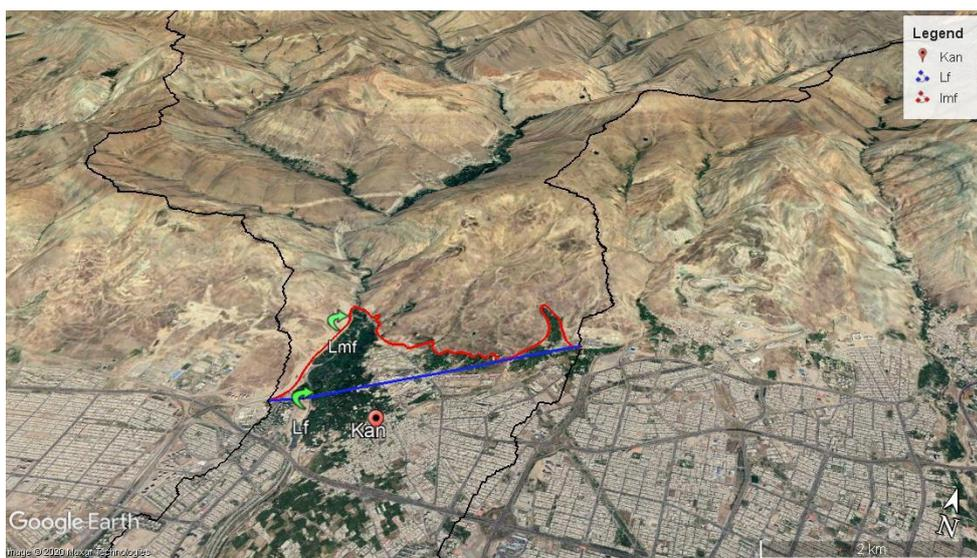 Legend
Kan
Lf
lmf
Lmf
Lf
Kan
Google Earth
Image © 2020 Maxar Technologies
2 km
N